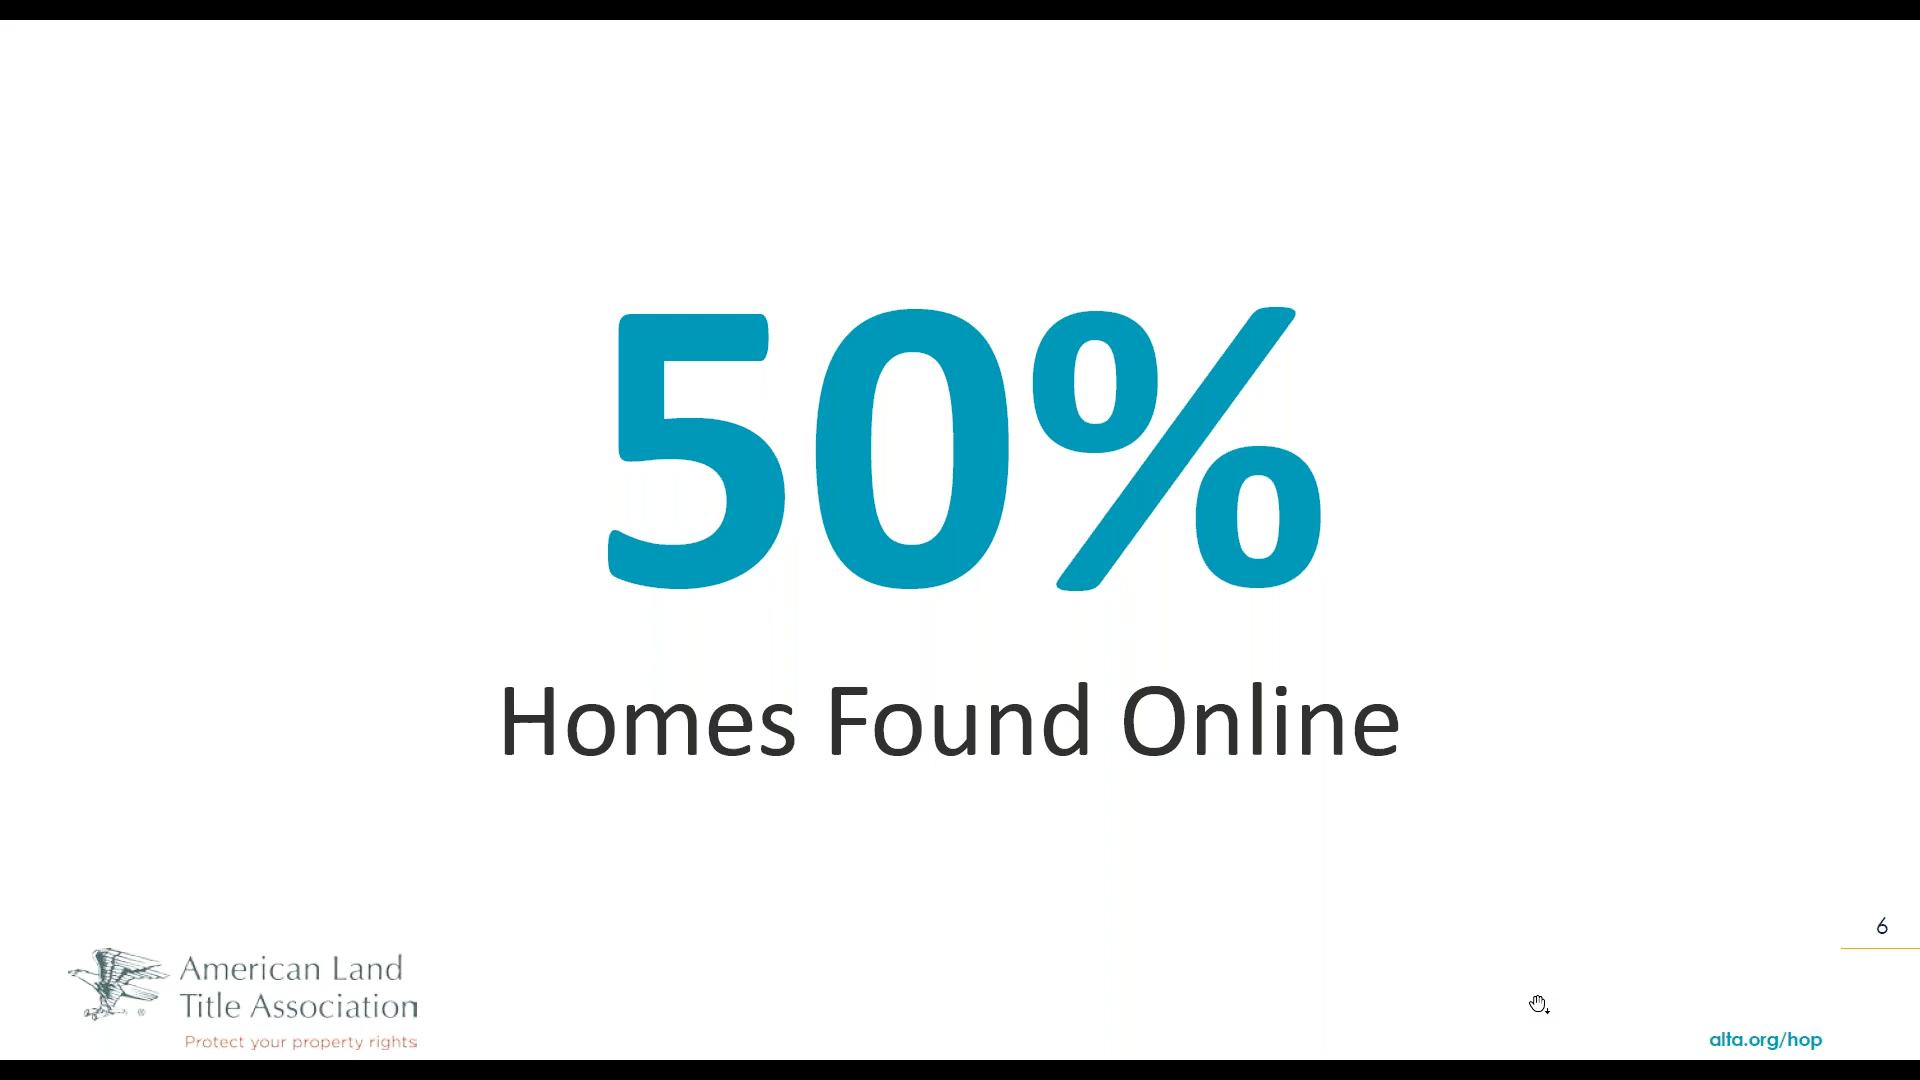 50%
Homes Found Online
6
American Land
Title Association
®
Protect your property rights
alta.org/hop